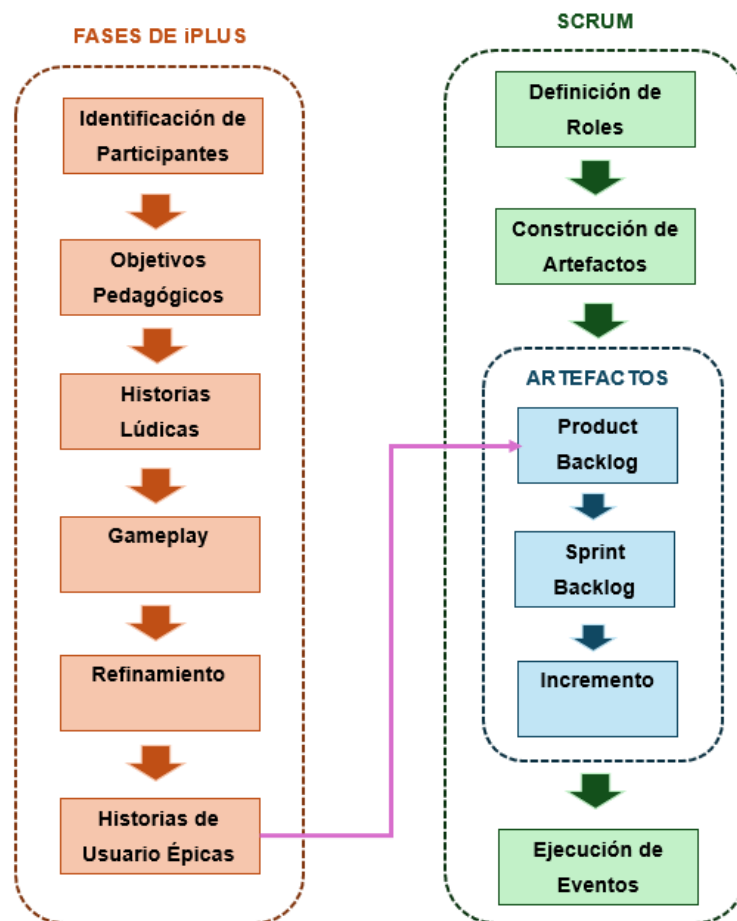 FASES DE iPLUS
Identificación de
Participantes
Objetivos
Pedagógicos
Historias
Lúdicas
Gameplay
Refinamiento
Historias de
Usuario Épicas
SCRUM
Definición de
Roles
Construcción de
Artefactos
ARTEFACTOS
Product
Backlog
Sprint
Backlog
Incremento
Ejecución de
Eventos